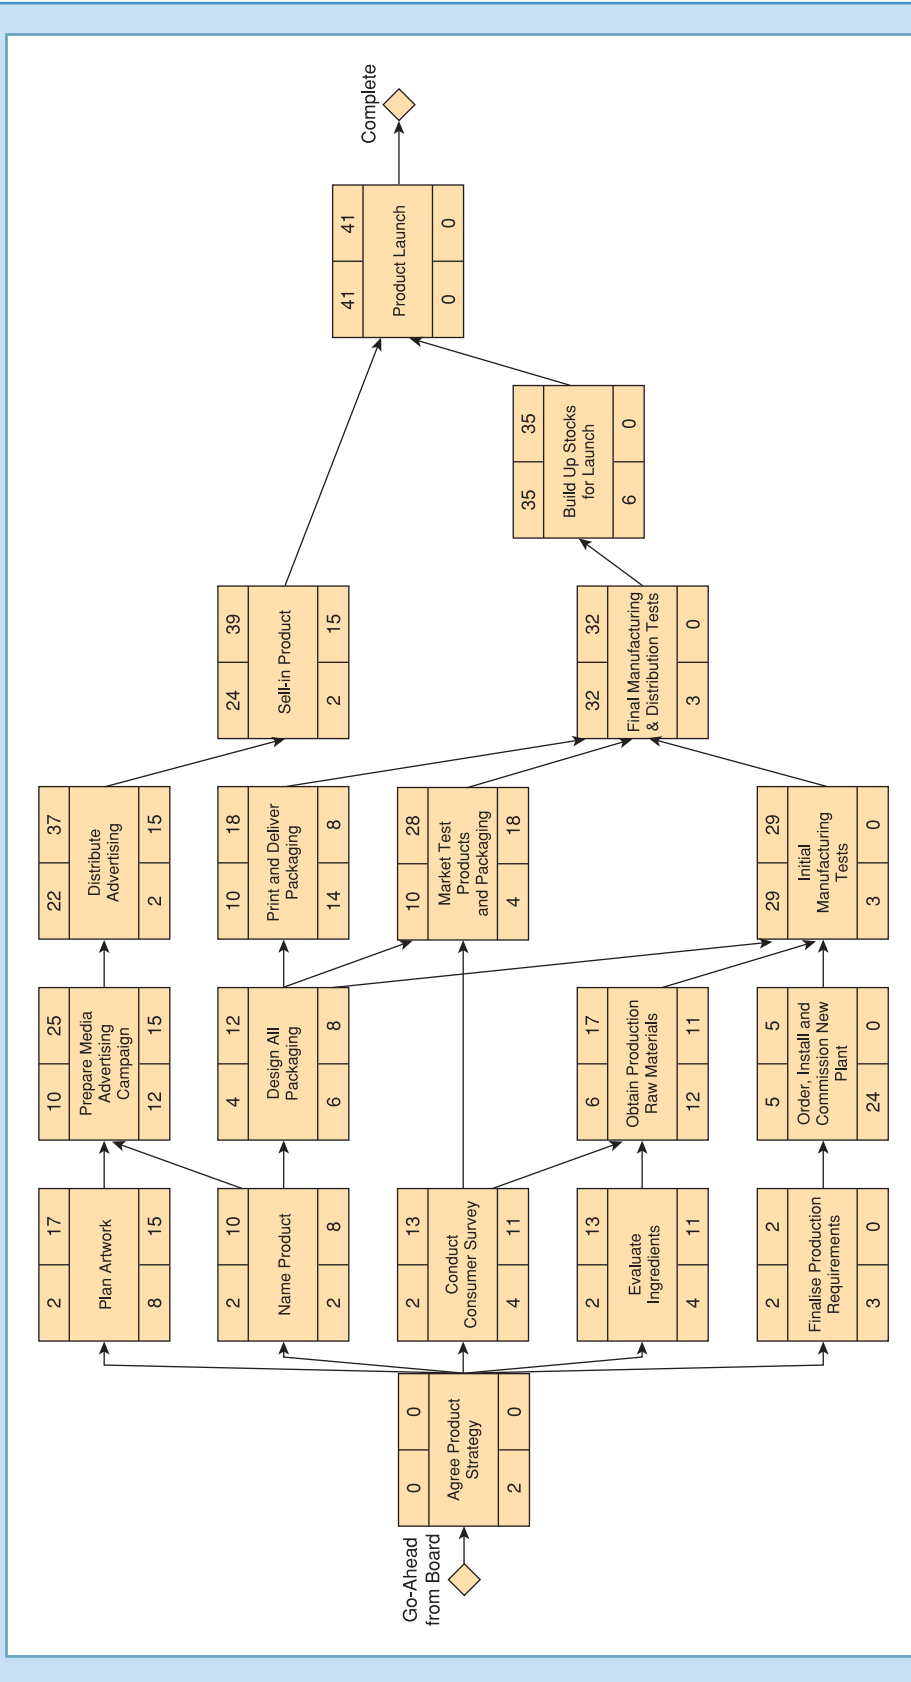 Go-Ahead
from Board
0 0
Agree Product
Strategy
2 0
2 17
Plan Artwork
8 15
2 10
Name Product
2 8
2 13
Conduct
Consumer Survey
4 11
2 13
Evaluate
Ingredients
4 11
2 2
Finalise Production
Requirements
3 0
10 25
Prepare Media
Advertising
Campaign
12 15
4 12
Design All
Packaging
6 8
6 17
Obtain Production
Raw Materials
12 11
5 5
Order, Install and
Commission New
Plant
24 0
22 37
Distribute
Advertising
2 15
10 18
Print and Deliver
Packaging
14 8
10 28
Market Test
Products
and Packaging
4 18
29 29
Initial
Manufacturing
Tests
3 0
24 39
Sell-in Product
2 15
32 32
Final Manufacturing
& Distribution Tests
3 0
35 35
Build Up Stocks
for Launch
6 0
41 41
Product Launch
0 0
Complete